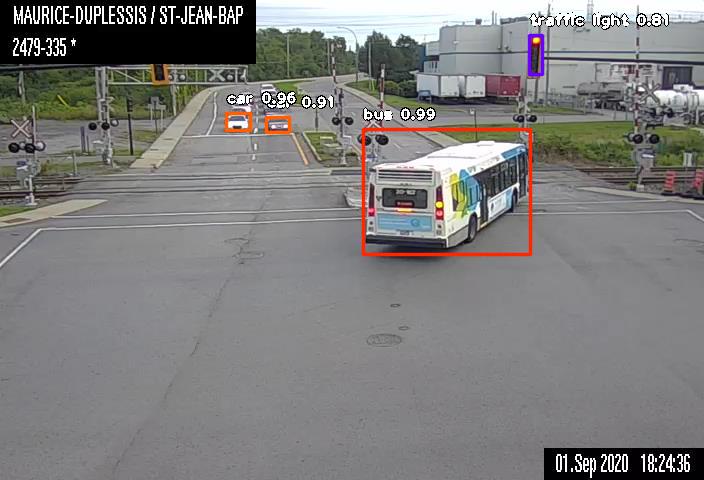 MAURICE-DUPLESSIS / ST-JEAN-BAP
2479-335 *
traffic light 0.81
car 0.96
0.91
bus 0.99
01.Sep 2020 18:24:36